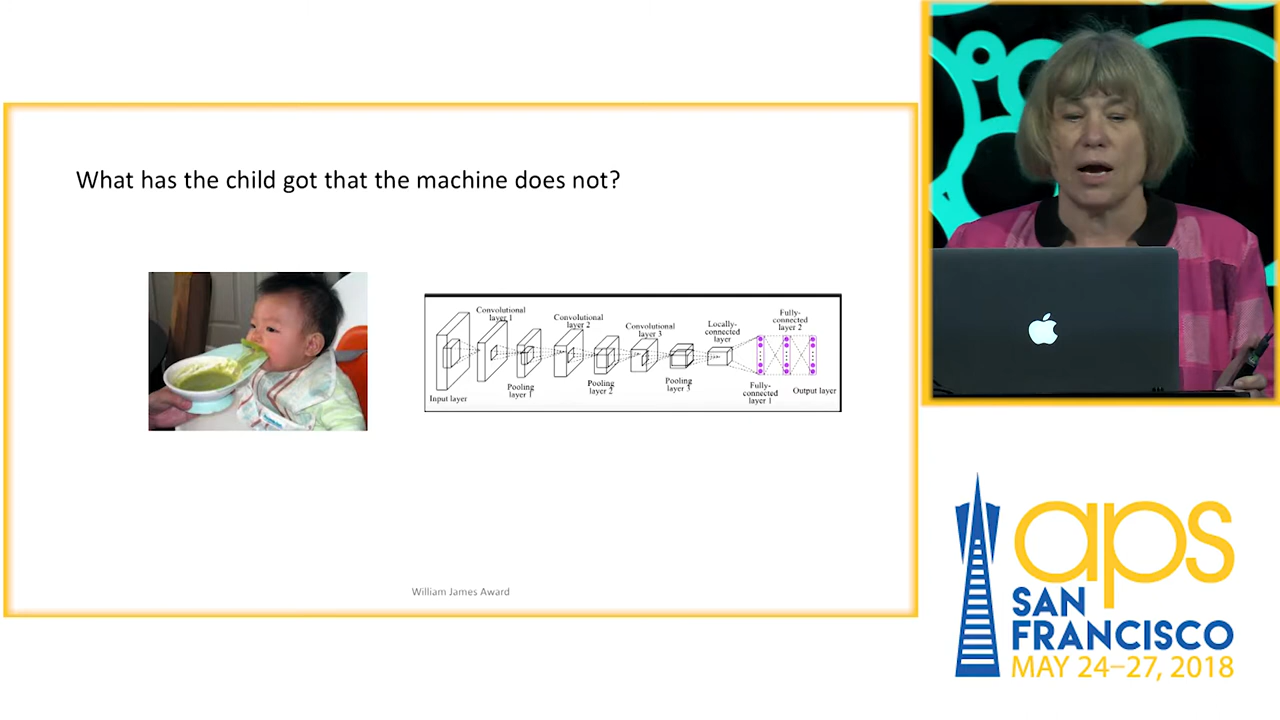 What has the child got that the machine does not?
Convolutional
layer 1
Convolutional
layer 2
Convolutional
layer 3
Locally-
connected
layer
Fully-
connected
layer 2
Input layer
Pooling
layer 1
Pooling
layer 2
Pooling
layer 3
Fully-
connected
layer 1
Output layer
William James Award
aps
SAN
FRANCISCO
MAY 24–27, 2018